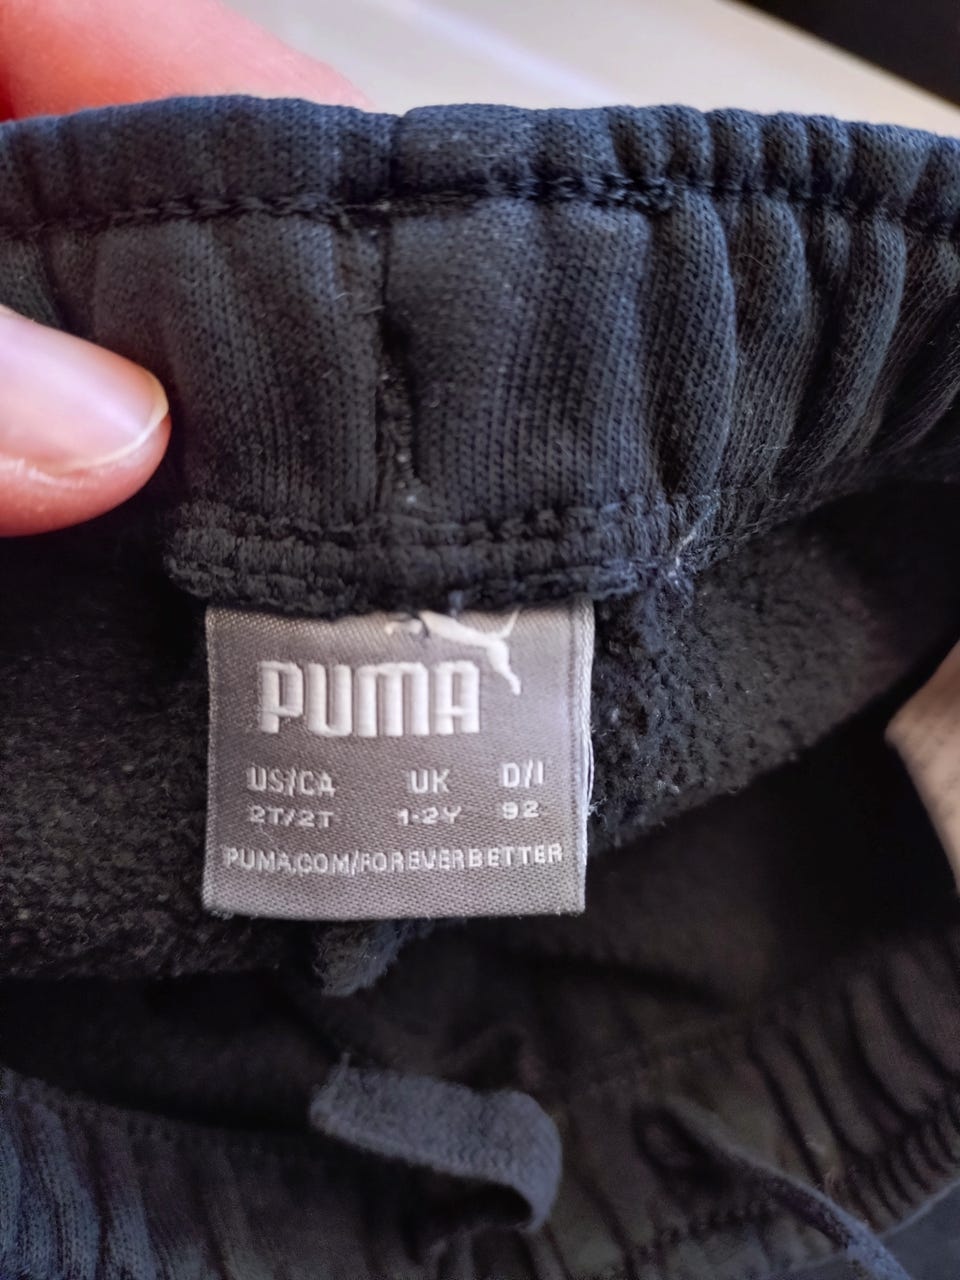 PUMA
US/CA UK D/I
2T/2T 1-2Y 92
PUMA.COM/FOREVERBETTER